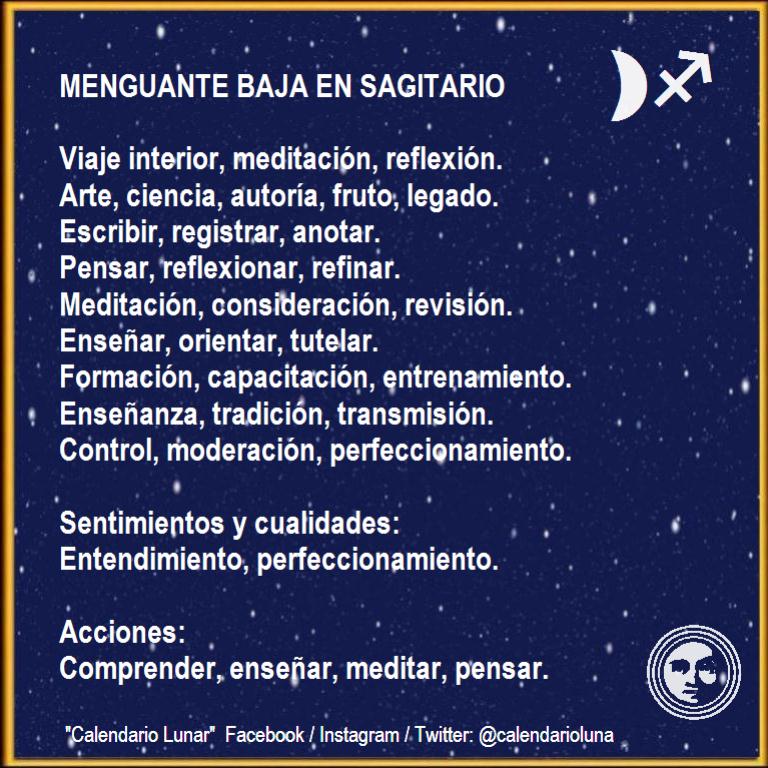 MENGUANTE BAJA EN SAGITARIO
Viaje interior, meditación, reflexión.
Arte, ciencia, autoría, fruto, legado.
Escribir, registrar, anotar.
Pensar, reflexionar, refinar.
Meditación, consideración, revisión.
Enseñar, orientar, tutelar.
Formación, capacitación, entrenamiento.
Enseñanza, tradición, transmisión.
Control, moderación, perfeccionamiento.
Sentimientos y cualidades:
Entendimiento, perfeccionamiento.
Acciones:
Comprender, enseñar, meditar, pensar.
"Calendario Lunar" Facebook / Instagram / Twitter: @calendarioluna